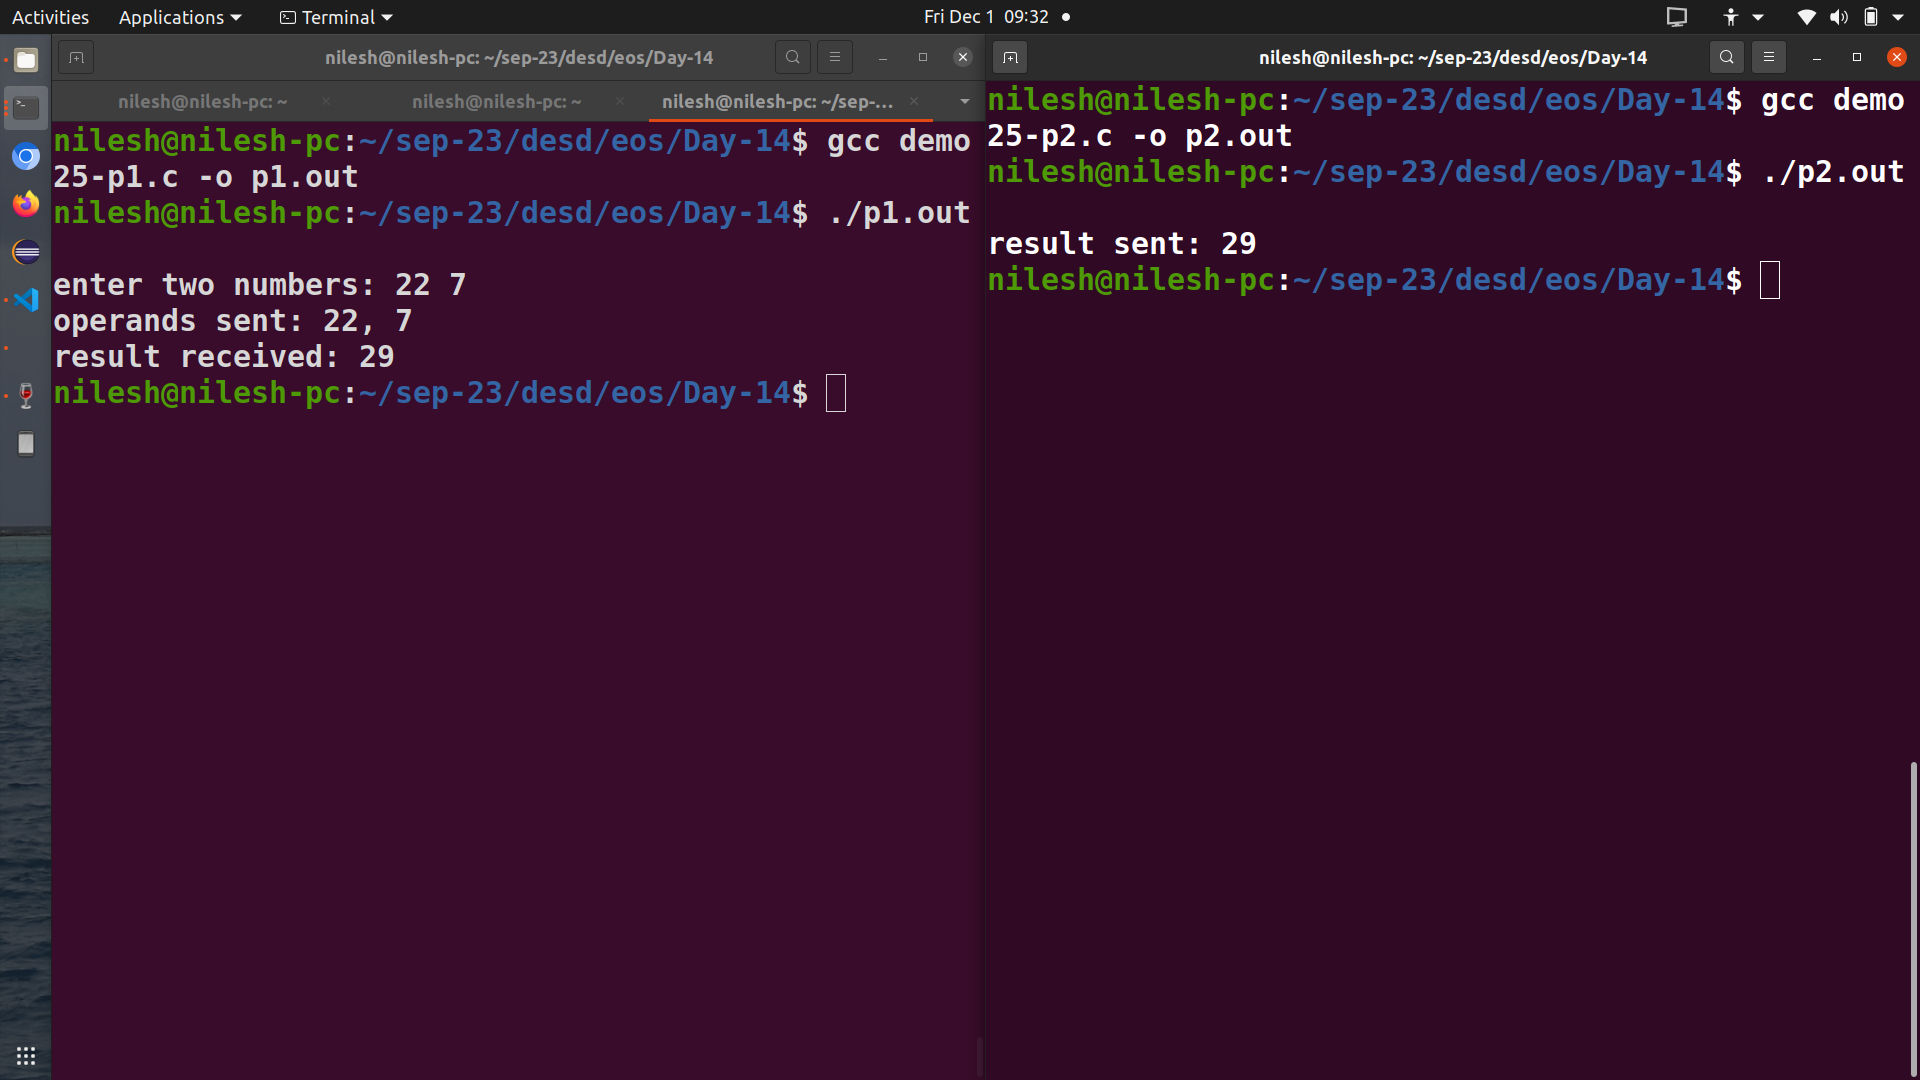 Activities Applications Terminal Fri Dec 1 09:32
nilesh@nilesh-pc: ~/sep-23/desd/eos/Day-14
nilesh@nilesh-pc: ~ nilesh@nilesh-pc: ~ nilesh@nilesh-pc: ~/sep-...
nilesh@nilesh-pc:~/sep-23/desd/eos/Day-14$ gcc demo
25-p1.c -o p1.out
nilesh@nilesh-pc:~/sep-23/desd/eos/Day-14$ ./p1.out
enter two numbers: 22 7
operands sent: 22, 7
result received: 29
nilesh@nilesh-pc:~/sep-23/desd/eos/Day-14$
nilesh@nilesh-pc: ~/sep-23/desd/eos/Day-14
nilesh@nilesh-pc:~/sep-23/desd/eos/Day-14$ gcc demo
25-p2.c -o p2.out
nilesh@nilesh-pc:~/sep-23/desd/eos/Day-14$ ./p2.out
result sent: 29
nilesh@nilesh-pc:~/sep-23/desd/eos/Day-14$